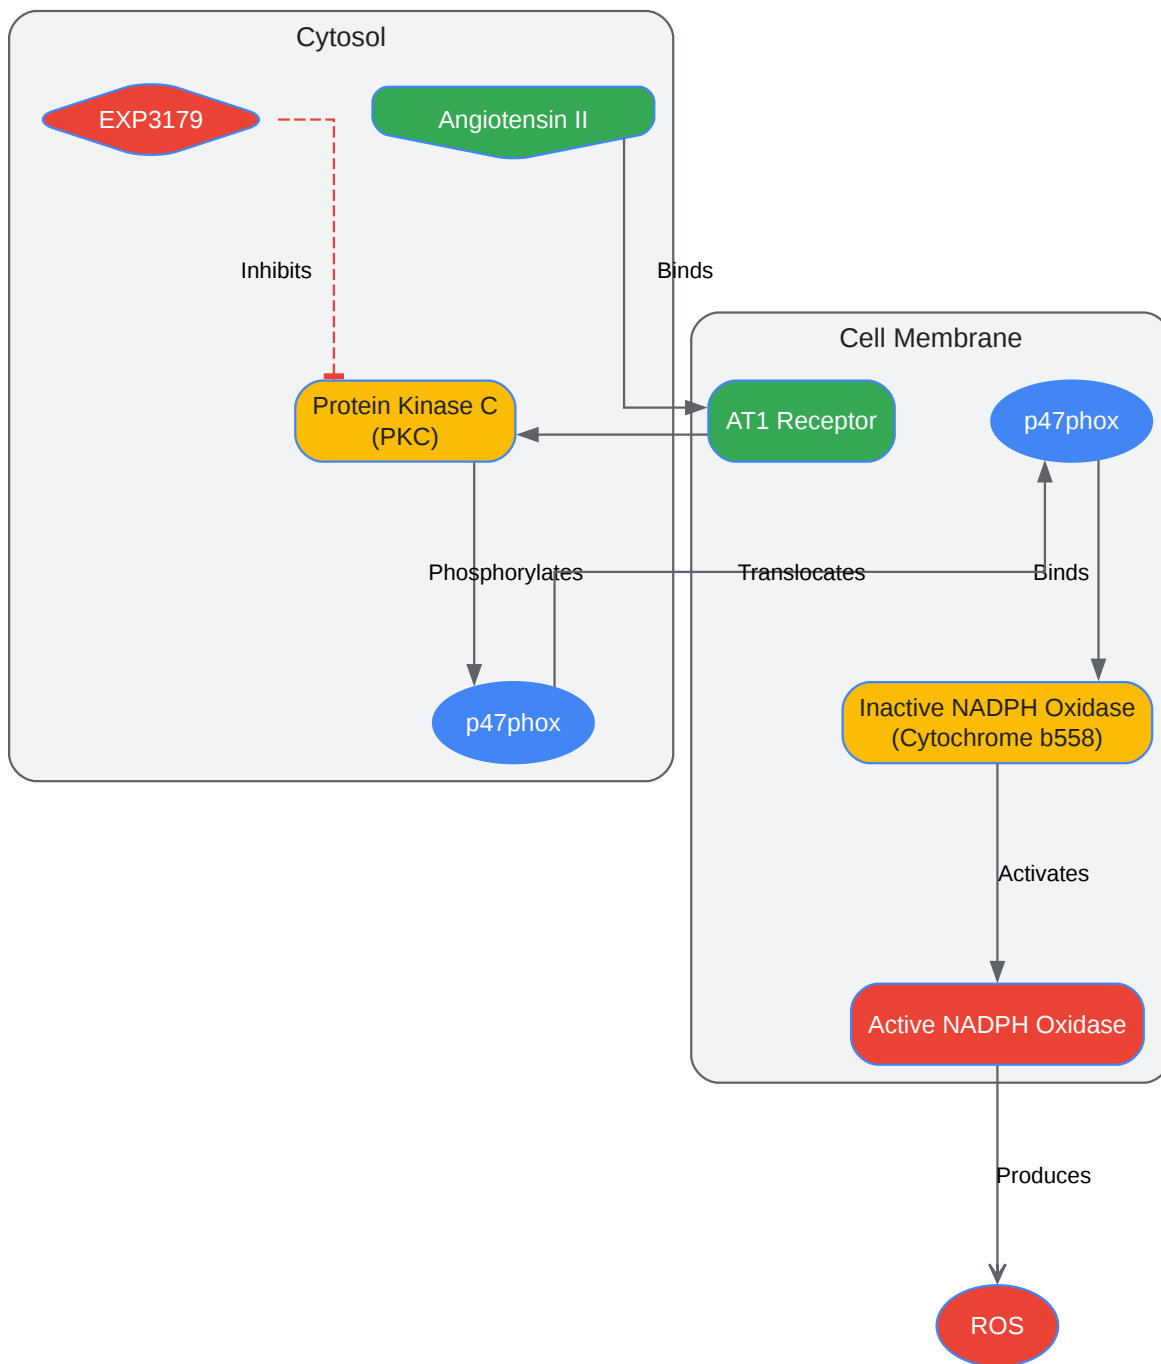 Cytosol
EXP3179
Angiotensin II
Inhibits
Binds
Cell Membrane
Protein Kinase C
(PKC)
AT1 Receptor
p47phox
Phosphorylates
Translocates
Binds
p47phox
Inactive NADPH Oxidase
(Cytochrome b558)
Activates
Active NADPH Oxidase
Produces
ROS